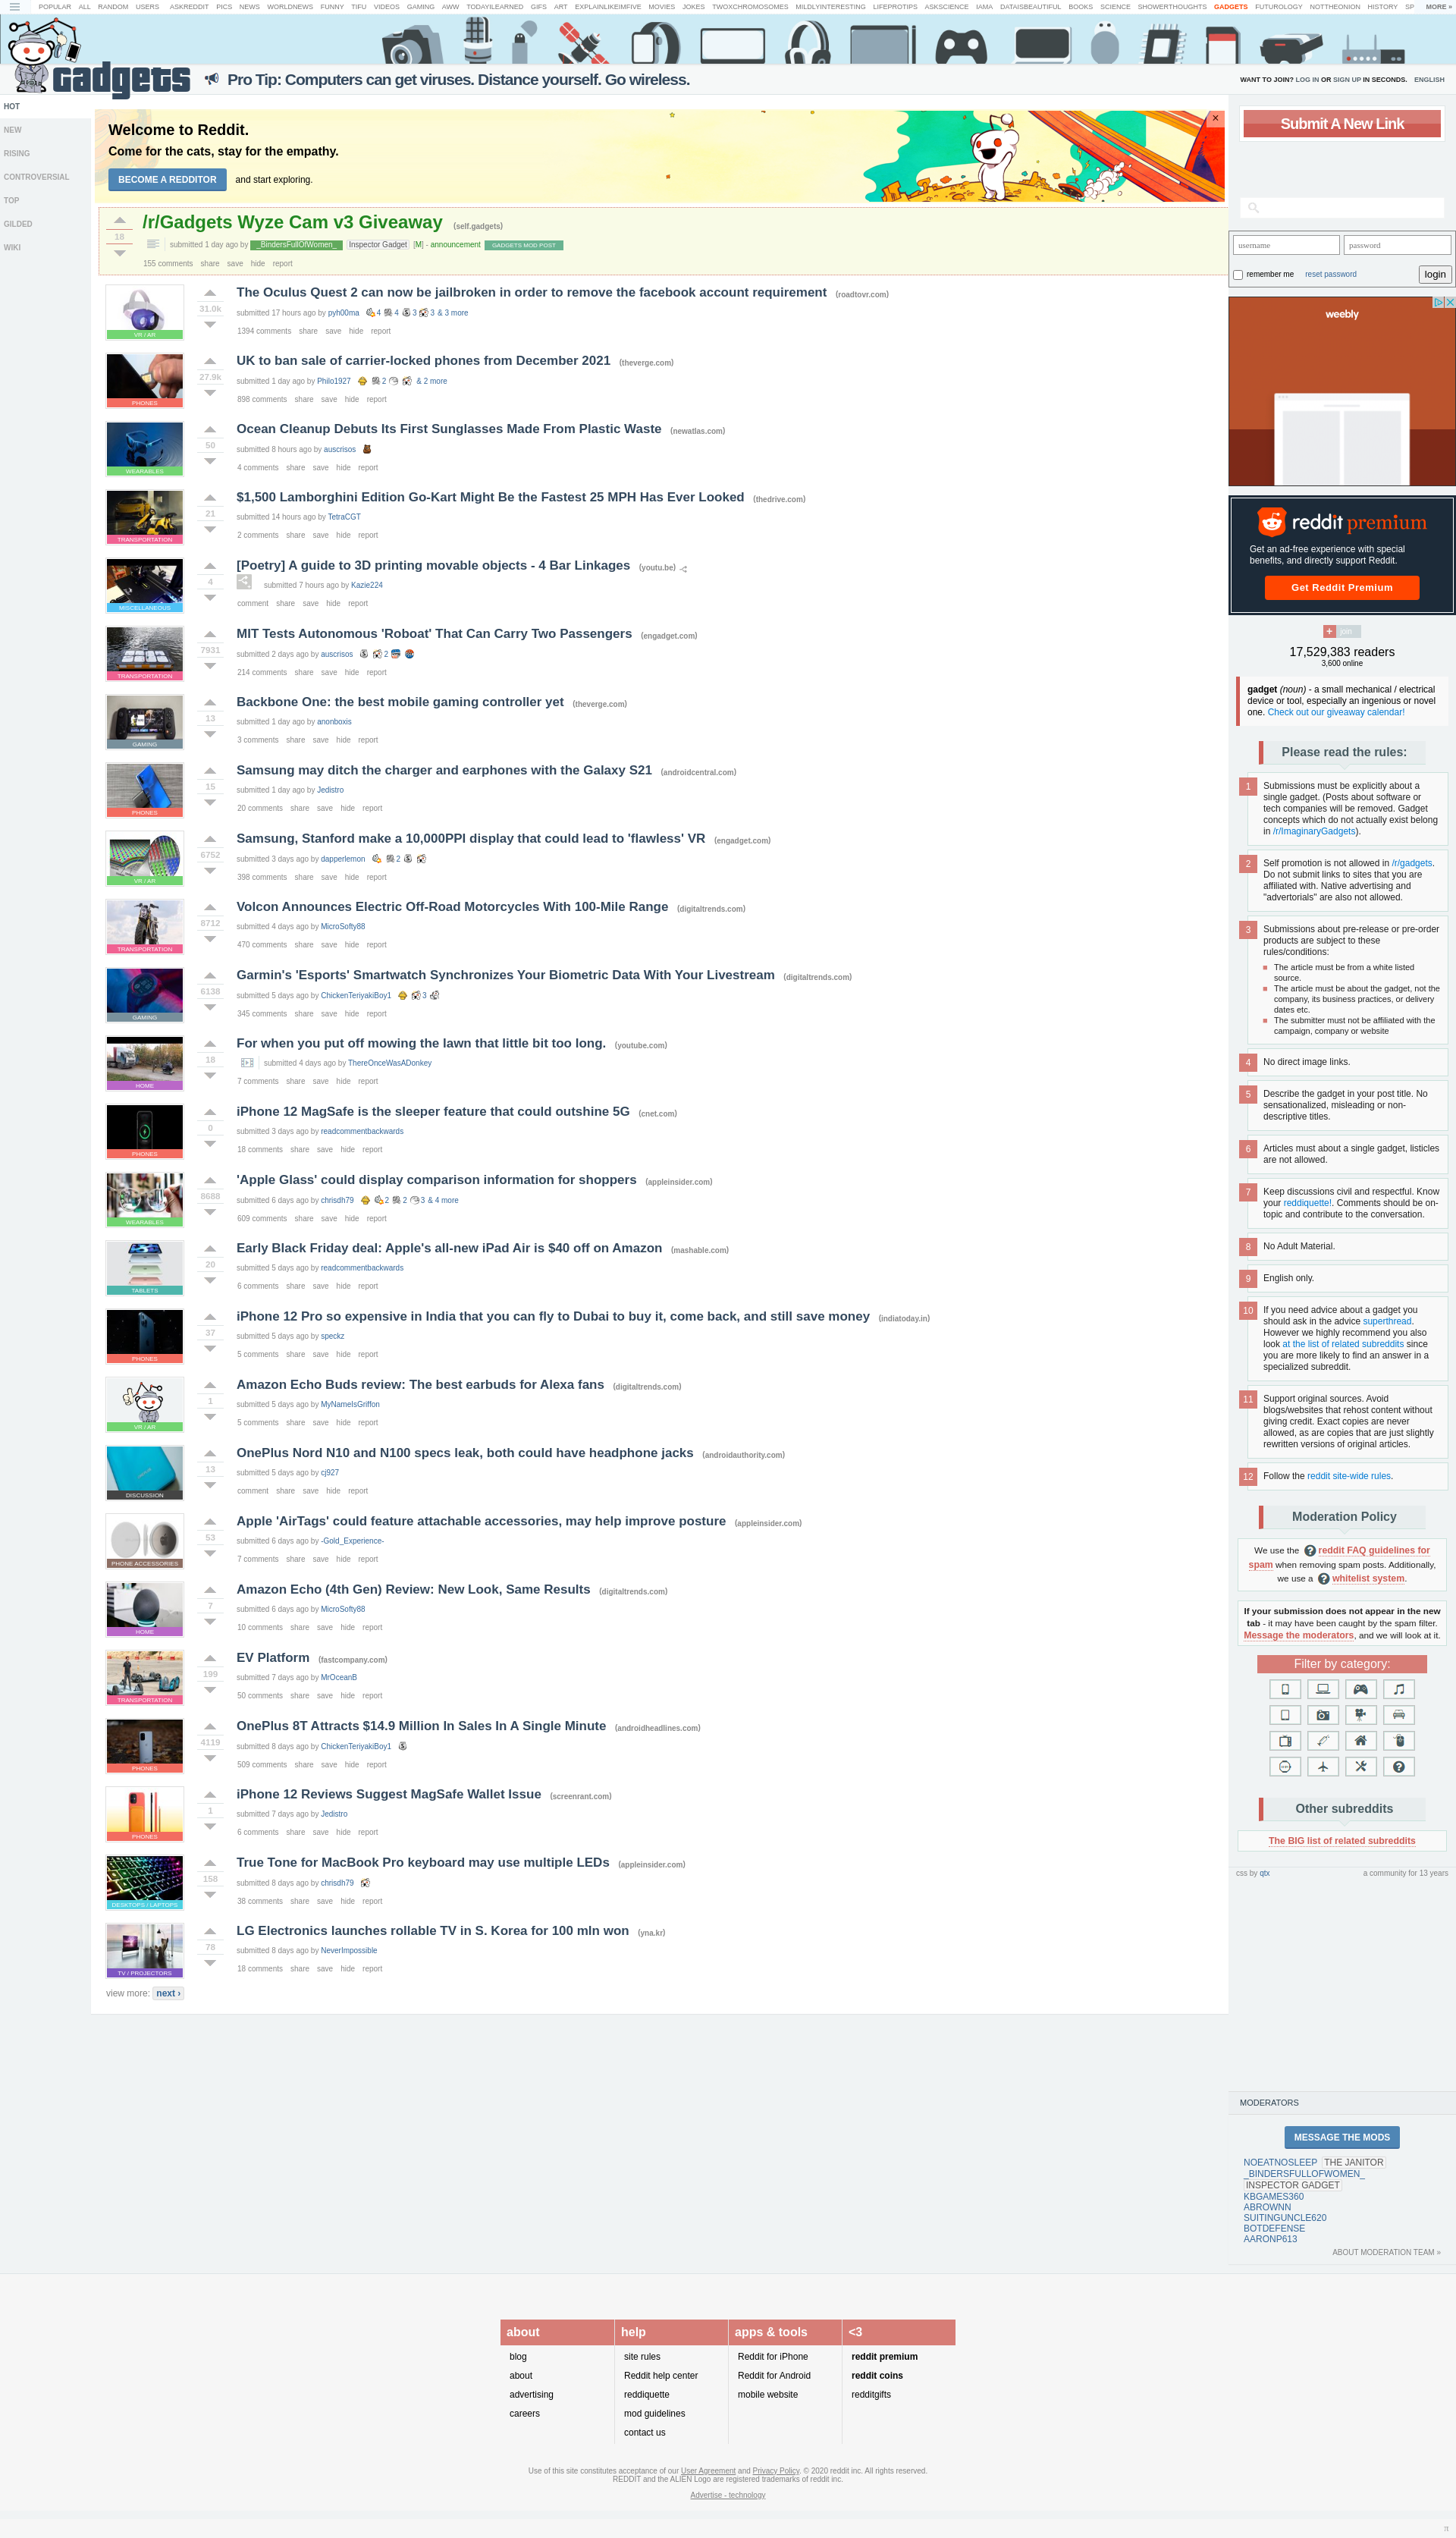 POPULAR ALL RANDOM USERS ASKREDDIT PICS NEWS WORLDNEWS FUNNY TIFU VIDEOS GAMING AWW TODAYILEARNED GIFS ART EXPLAINLIKEIMFIVE MOVIES JOKES TWOXCHROMOSOMES MILDLYINTERESTING LIFEPROTIPS ASKSCIENCE IAMA DATAISBEAUTIFUL BOOKS SCIENCE SHOWERTHOUGHTS GADGETS FUTUROLOGY NOTTHEONION HISTORY SP MORE »
gadgets
Pro Tip: Computers can get viruses. Distance yourself. Go wireless.
WANT TO JOIN? LOG IN OR SIGN UP IN SECONDS. ENGLISH
HOT
NEW
RISING
CONTROVERSIAL
TOP
GILDED
WIKI
Welcome to Reddit.
Come for the cats, stay for the empathy.
BECOME A REDDITOR and start exploring.
×
/r/Gadgets Wyze Cam v3 Giveaway (self.gadgets)
18
submitted 1 day ago by _BindersFullOfWomen_ Inspector Gadget [M] - announcement GADGETS MOD POST
155 comments share save hide report
The Oculus Quest 2 can now be jailbroken in order to remove the facebook account requirement (roadtovr.com)
31.0k
submitted 17 hours ago by pyh00ma 4 4 3 3 & 3 more
VR / AR
1394 comments share save hide report
UK to ban sale of carrier-locked phones from December 2021 (theverge.com)
27.9k
submitted 1 day ago by Philo1927 2 & 2 more
PHONES
898 comments share save hide report
Ocean Cleanup Debuts Its First Sunglasses Made From Plastic Waste (newatlas.com)
50
submitted 8 hours ago by auscrisos
WEARABLES
4 comments share save hide report
$1,500 Lamborghini Edition Go-Kart Might Be the Fastest 25 MPH Has Ever Looked (thedrive.com)
21
submitted 14 hours ago by TetraCGT
TRANSPORTATION
2 comments share save hide report
[Poetry] A guide to 3D printing movable objects - 4 Bar Linkages (youtu.be)
4
submitted 7 hours ago by Kazie224
MISCELLANEOUS
comment share save hide report
MIT Tests Autonomous 'Roboat' That Can Carry Two Passengers (engadget.com)
7931
submitted 2 days ago by auscrisos 2
TRANSPORTATION
214 comments share save hide report
Backbone One: the best mobile gaming controller yet (theverge.com)
13
submitted 1 day ago by anonboxis
GAMING
3 comments share save hide report
Samsung may ditch the charger and earphones with the Galaxy S21 (androidcentral.com)
15
submitted 1 day ago by Jedistro
PHONES
20 comments share save hide report
Samsung, Stanford make a 10,000PPI display that could lead to 'flawless' VR (engadget.com)
6752
submitted 3 days ago by dapperlemon 2
VR / AR
398 comments share save hide report
Volcon Announces Electric Off-Road Motorcycles With 100-Mile Range (digitaltrends.com)
8712
submitted 4 days ago by MicroSofty88
TRANSPORTATION
470 comments share save hide report
Garmin's 'Esports' Smartwatch Synchronizes Your Biometric Data With Your Livestream (digitaltrends.com)
6138
submitted 5 days ago by ChickenTeriyakiBoy1 3
GAMING
345 comments share save hide report
For when you put off mowing the lawn that little bit too long. (youtube.com)
18
submitted 4 days ago by ThereOnceWasADonkey
HOME
7 comments share save hide report
iPhone 12 MagSafe is the sleeper feature that could outshine 5G (cnet.com)
0
submitted 3 days ago by readcommentbackwards
PHONES
18 comments share save hide report
'Apple Glass' could display comparison information for shoppers (appleinsider.com)
8688
submitted 6 days ago by chrisdh79 2 2 3 & 4 more
WEARABLES
609 comments share save hide report
Early Black Friday deal: Apple's all-new iPad Air is $40 off on Amazon (mashable.com)
20
submitted 5 days ago by readcommentbackwards
TABLETS
6 comments share save hide report
iPhone 12 Pro so expensive in India that you can fly to Dubai to buy it, come back, and still save money (indiatoday.in)
37
submitted 5 days ago by speckz
PHONES
5 comments share save hide report
Amazon Echo Buds review: The best earbuds for Alexa fans (digitaltrends.com)
1
submitted 5 days ago by MyNameIsGriffon
VR / AR
5 comments share save hide report
OnePlus Nord N10 and N100 specs leak, both could have headphone jacks (androidauthority.com)
13
submitted 5 days ago by cj927
DISCUSSION
comment share save hide report
Apple 'AirTags' could feature attachable accessories, may help improve posture (appleinsider.com)
53
submitted 6 days ago by -Gold_Experience-
PHONE ACCESSORIES
7 comments share save hide report
Amazon Echo (4th Gen) Review: New Look, Same Results (digitaltrends.com)
7
submitted 6 days ago by MicroSofty88
HOME
10 comments share save hide report
EV Platform (fastcompany.com)
199
submitted 7 days ago by MrOceanB
TRANSPORTATION
50 comments share save hide report
OnePlus 8T Attracts $14.9 Million In Sales In A Single Minute (androidheadlines.com)
4119
submitted 8 days ago by ChickenTeriyakiBoy1
PHONES
509 comments share save hide report
iPhone 12 Reviews Suggest MagSafe Wallet Issue (screenrant.com)
1
submitted 7 days ago by Jedistro
PHONES
6 comments share save hide report
True Tone for MacBook Pro keyboard may use multiple LEDs (appleinsider.com)
158
submitted 8 days ago by chrisdh79
DESKTOPS / LAPTOPS
38 comments share save hide report
LG Electronics launches rollable TV in S. Korea for 100 mln won (yna.kr)
78
submitted 8 days ago by NeverImpossible
TV / PROJECTORS
18 comments share save hide report
view more: next ›
Submit A New Link
username password
remember me reset password login
weebly
reddit premium
Get an ad-free experience with special
benefits, and directly support Reddit.
Get Reddit Premium
+ join
17,529,383 readers
3,600 online
gadget (noun) - a small mechanical / electrical
device or tool, especially an ingenious or novel
one. Check out our giveaway calendar!
Please read the rules:
1 Submissions must be explicitly about a
single gadget. (Posts about software or
tech companies will be removed. Gadget
concepts which do not actually exist belong
in /r/ImaginaryGadgets).
2 Self promotion is not allowed in /r/gadgets.
Do not submit links to sites that you are
affiliated with. Native advertising and
"advertorials" are also not allowed.
3 Submissions about pre-release or pre-order
products are subject to these
rules/conditions:
The article must be from a white listed
source.
The article must be about the gadget, not the
company, its business practices, or delivery
dates etc.
The submitter must not be affiliated with the
campaign, company or website
4 No direct image links.
5 Describe the gadget in your post title. No
sensationalized, misleading or non-
descriptive titles.
6 Articles must about a single gadget, listicles
are not allowed.
7 Keep discussions civil and respectful. Know
your reddiquette!. Comments should be on-
topic and contribute to the conversation.
8 No Adult Material.
9 English only.
10 If you need advice about a gadget you
should ask in the advice superthread.
However we highly recommend you also
look at the list of related subreddits since
you are more likely to find an answer in a
specialized subreddit.
11 Support original sources. Avoid
blogs/websites that rehost content without
giving credit. Exact copies are never
allowed, as are copies that are just slightly
rewritten versions of original articles.
12 Follow the reddit site-wide rules.
Moderation Policy
We use the reddit FAQ guidelines for
spam when removing spam posts. Additionally,
we use a whitelist system.
If your submission does not appear in the new
tab - it may have been caught by the spam filter.
Message the moderators, and we will look at it.
Filter by category:
Other subreddits
The BIG list of related subreddits
css by qtx a community for 13 years
MODERATORS
MESSAGE THE MODS
NOEATNOSLEEP THE JANITOR
_BINDERSFULLOFWOMEN_
INSPECTOR GADGET
KBGAMES360
ABROWNN
SUITINGUNCLE620
BOTDEFENSE
AARONP613
ABOUT MODERATION TEAM »
about help apps & tools <3
blog site rules Reddit for iPhone reddit premium
about Reddit help center Reddit for Android reddit coins
advertising reddiquette mobile website redditgifts
careers mod guidelines
contact us
Use of this site constitutes acceptance of our User Agreement and Privacy Policy. © 2020 reddit inc. All rights reserved.
REDDIT and the ALIEN Logo are registered trademarks of reddit inc.
Advertise - technology
π